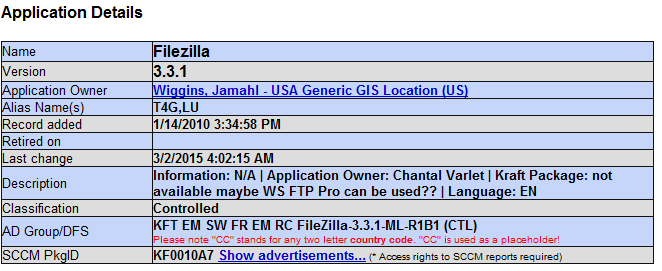 Application Details
Name Filezilla
Version 3.3.1
Application Owner Wiggins, Jamahl - USA Generic GIS Location (US)
Alias Name(s) T4G,LU
Record added 1/14/2010 3:34:58 PM
Retired on
Last change 3/2/2015 4:02:15 AM
Description Information: N/A | Application Owner: Chantal Varlet | Kraft Package: not
available maybe WS FTP Pro can be used?? | Language: EN
Classification Controlled
AD Group/DFS KFT EM SW FR EM RC FileZilla-3.3.1-ML-R1B1 (CTL)
Please note "CC" stands for any two letter country code. "CC" is used as a placeholder!
SCCM PkgID KF0010A7 Show advertisements... (* Access rights to SCCM reports required)